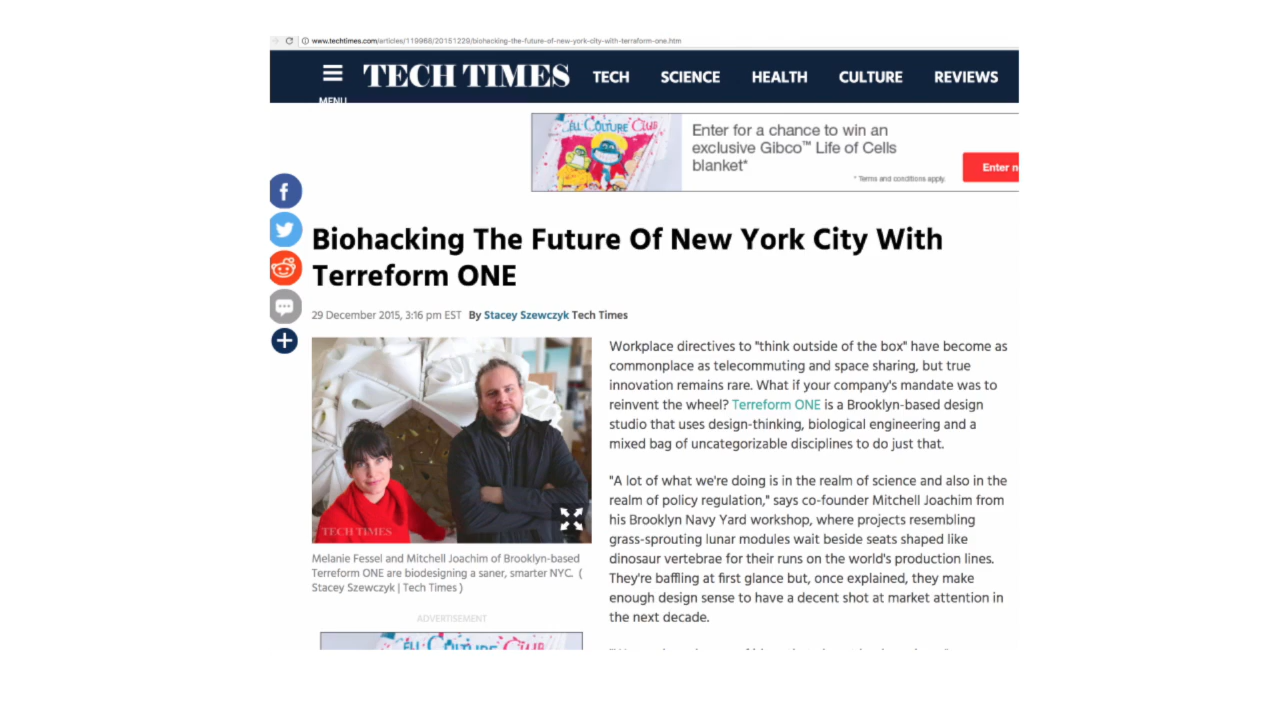 www.techtimes.com/articles/119968/20151229/biohacking-the-future-of-new-york-city-with-terraform-one.htm
MENU
TECH TIMES
TECH
SCIENCE
HEALTH
CULTURE
REVIEWS
CELL CULTURE CLUB
Enter for a chance to win an
exclusive Gibco™ Life of Cells
blanket*
* Terms and conditions apply.
Enter n
Biohacking The Future Of New York City With
Terreform ONE
29 December 2015, 3:16 pm EST By Stacey Szewczyk Tech Times
TECH TIMES
Melanie Fessel and Mitchell Joachim of Brooklyn-based
Terreform ONE are biodesigning a saner, smarter NYC. (
Stacey Szewczyk | Tech Times )
ADVERTISEMENT
Workplace directives to "think outside of the box" have become as
commonplace as telecommuting and space sharing, but true
innovation remains rare. What if your company's mandate was to
reinvent the wheel? Terreform ONE is a Brooklyn-based design
studio that uses design-thinking, biological engineering and a
mixed bag of uncategorizable disciplines to do just that.
"A lot of what we're doing is in the realm of science and also in the
realm of policy regulation," says co-founder Mitchell Joachim from
his Brooklyn Navy Yard workshop, where projects resembling
grass-sprouting lunar modules wait beside seats shaped like
dinosaur vertebrae for their runs on the world's production lines.
They're baffling at first glance but, once explained, they make
enough design sense to have a decent shot at market attention in
the next decade.